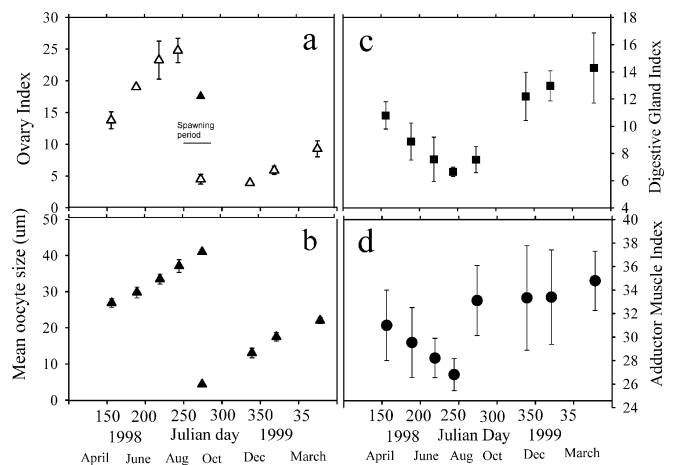 30
25
20
15
10
5
0
Ovary Index
a
Spawning
period
18
16
14
12
10
8
6
Digestive Gland Index
c
50
40
30
20
10
0
Mean oocyte size (um)
b
40
38
36
34
32
30
28
26
24
Adductor Muscle Index
d
150 200 250 300 350 35
1998 Julian day 1999
April June Aug Oct Dec March
150 200 250 300 350 35
1998 Julian Day 1999
April June Aug Oct Dec March